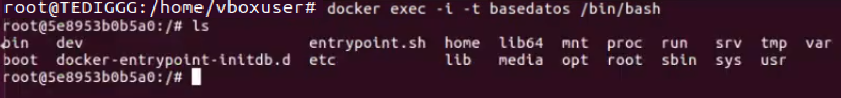 root@TEDIGGG:/home/vboxuser# docker exec -i -t basedatos /bin/bash
root@5e8953b0b5a0:/# ls
bin   dev                         entrypoint.sh  home  lib64  mnt  proc  run   srv  tmp  var
boot  docker-entrypoint-initdb.d  etc            lib   media  opt  root  sbin  sys  usr
root@5e8953b0b5a0:/#